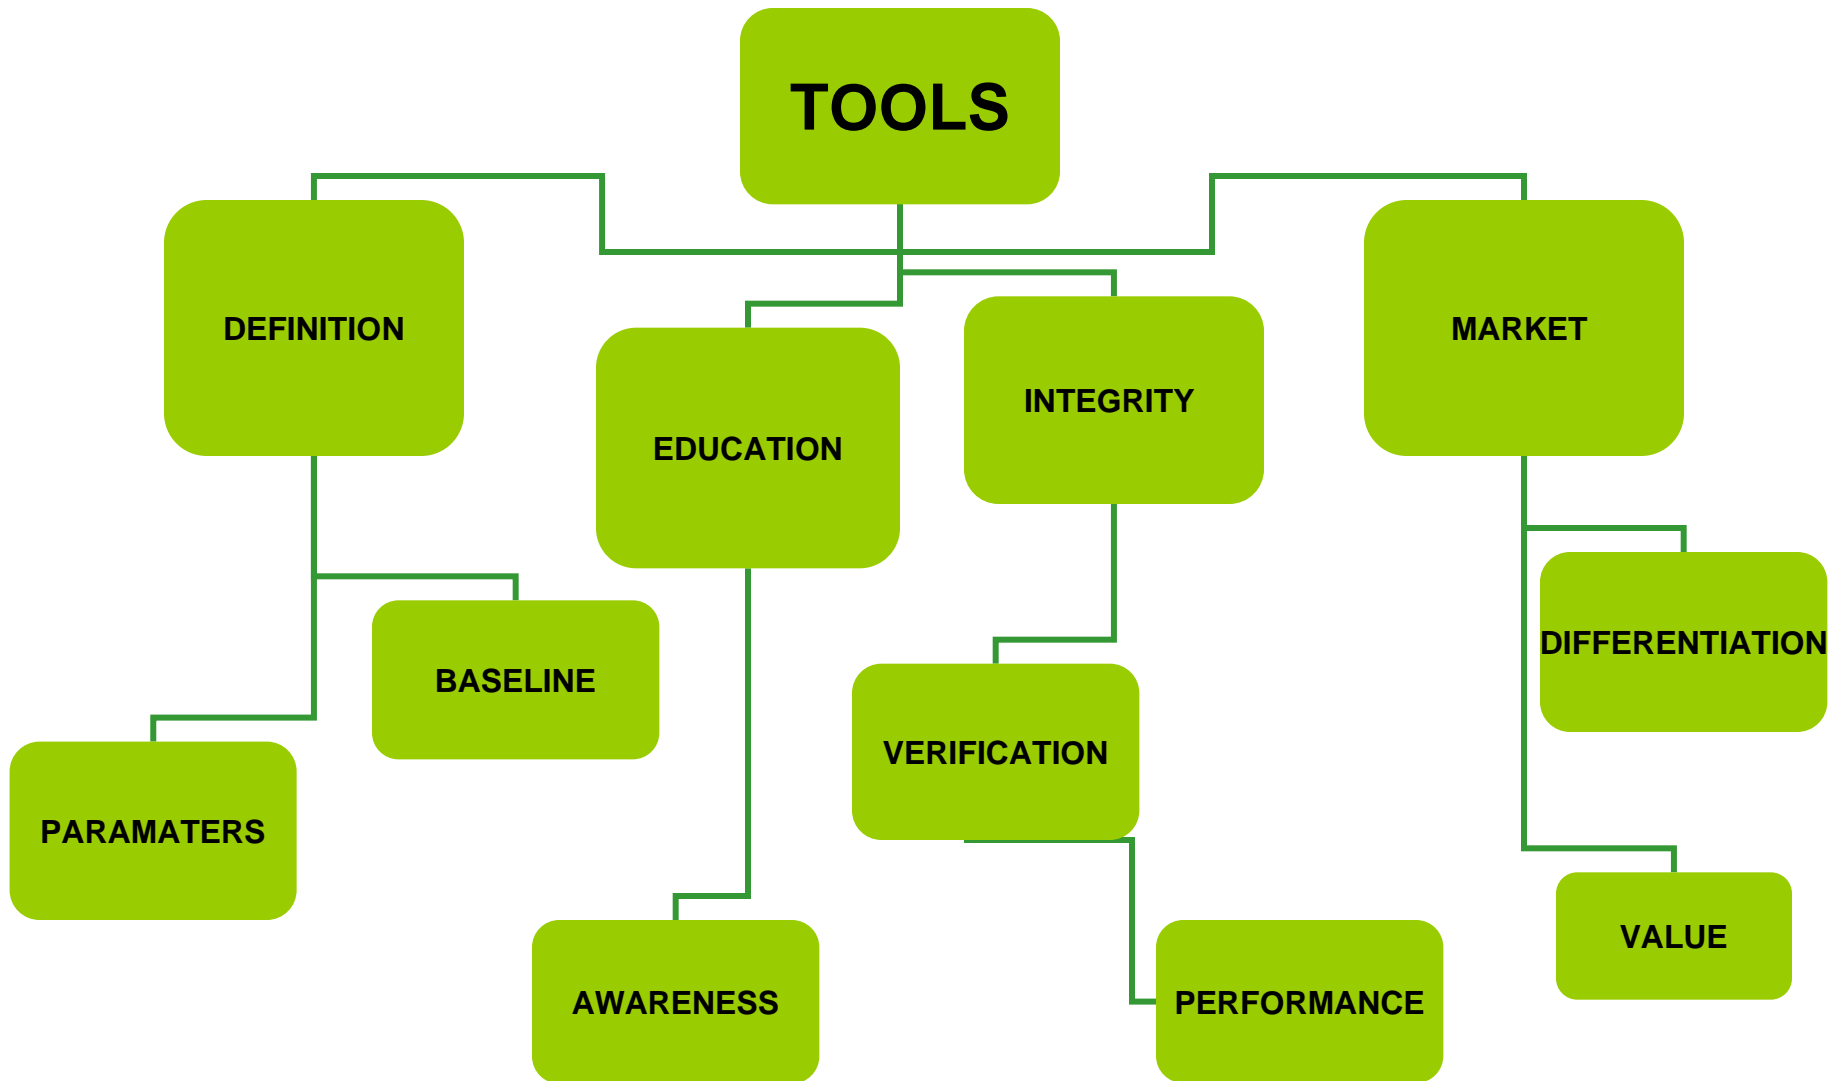 TOOLS
DEFINITION
MARKET
INTEGRITY
EDUCATION
DIFFERENTIATION
BASELINE
VERIFICATION
PARAMATERS
VALUE
AWARENESS
PERFORMANCE